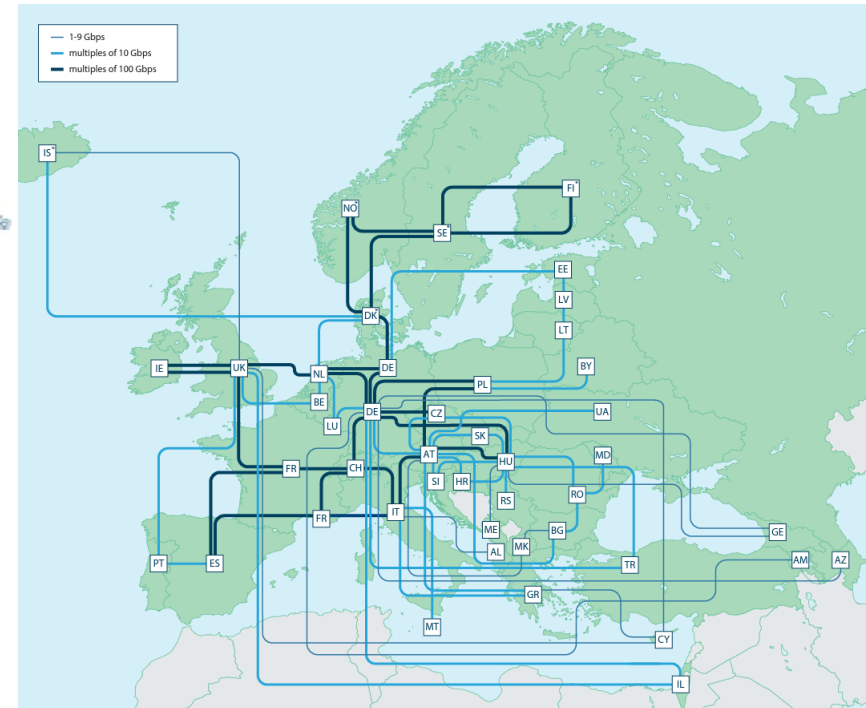 1-9 Gbps
multiples of 10 Gbps
multiples of 100 Gbps
IS*
NO*
FI*
SE*
EE
LV
DK*
LT
IE
UK
NL
DE
BY
PL
BE
LU
DE
CZ
UA
SK
AT
HU
MD
FR
CH
SI
HR
RS
RO
IT
FR
ME
BG
GE
AL
MK
PT
ES
TR
AM
AZ
GR
MT
CY
IL